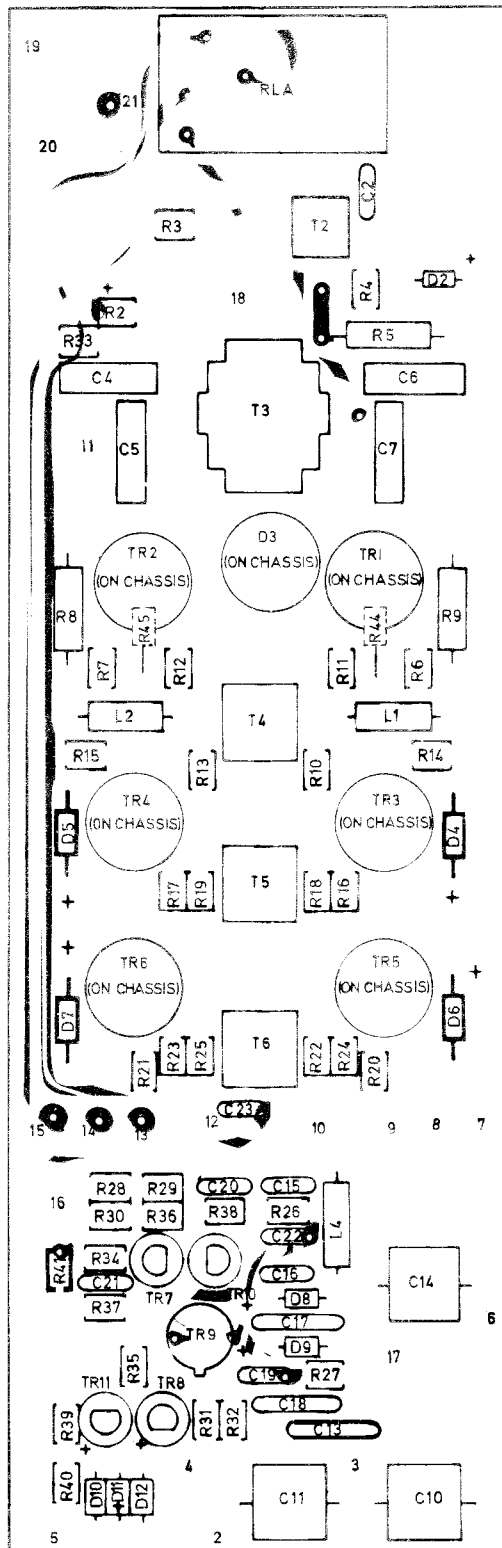 19
RLA
21
20
C2
R3
T2
+
R4
D2
+
18
R2
R5
R33
C4
C6
T3
11
C5
C7
D3
(ON CHASSIS)
TR2
(ON CHASSIS)
TR1
(ON CHASSIS)
R8
R45
R44
R9
R7
R12
R11
R6
L2
T4
L1
R15
R14
R13
R10
TR4
(ON CHASSIS)
TR3
(ON CHASSIS)
D5
D4
T5
R17
R19
R18
R16
+
+
+
TR6
(ON CHASSIS)
TR5
(ON CHASSIS)
+
D7
D6
T6
R21
R23
R25
R22
R24
R20
C23
15
14
13
12
10
9
8
7
16
R28
R29
C20
C15
R30
R36
R38
R26
C22
L4
R41
R34
C21
C16
C14
R37
TR7
TR10
+
D8
C17
6
TR9
D9
+
17
R35
C19
R27
TR11
TR8
C18
R39
R31
R32
C13
+
+
4
3
R40
D10
D11
D12
C11
C10
5
2